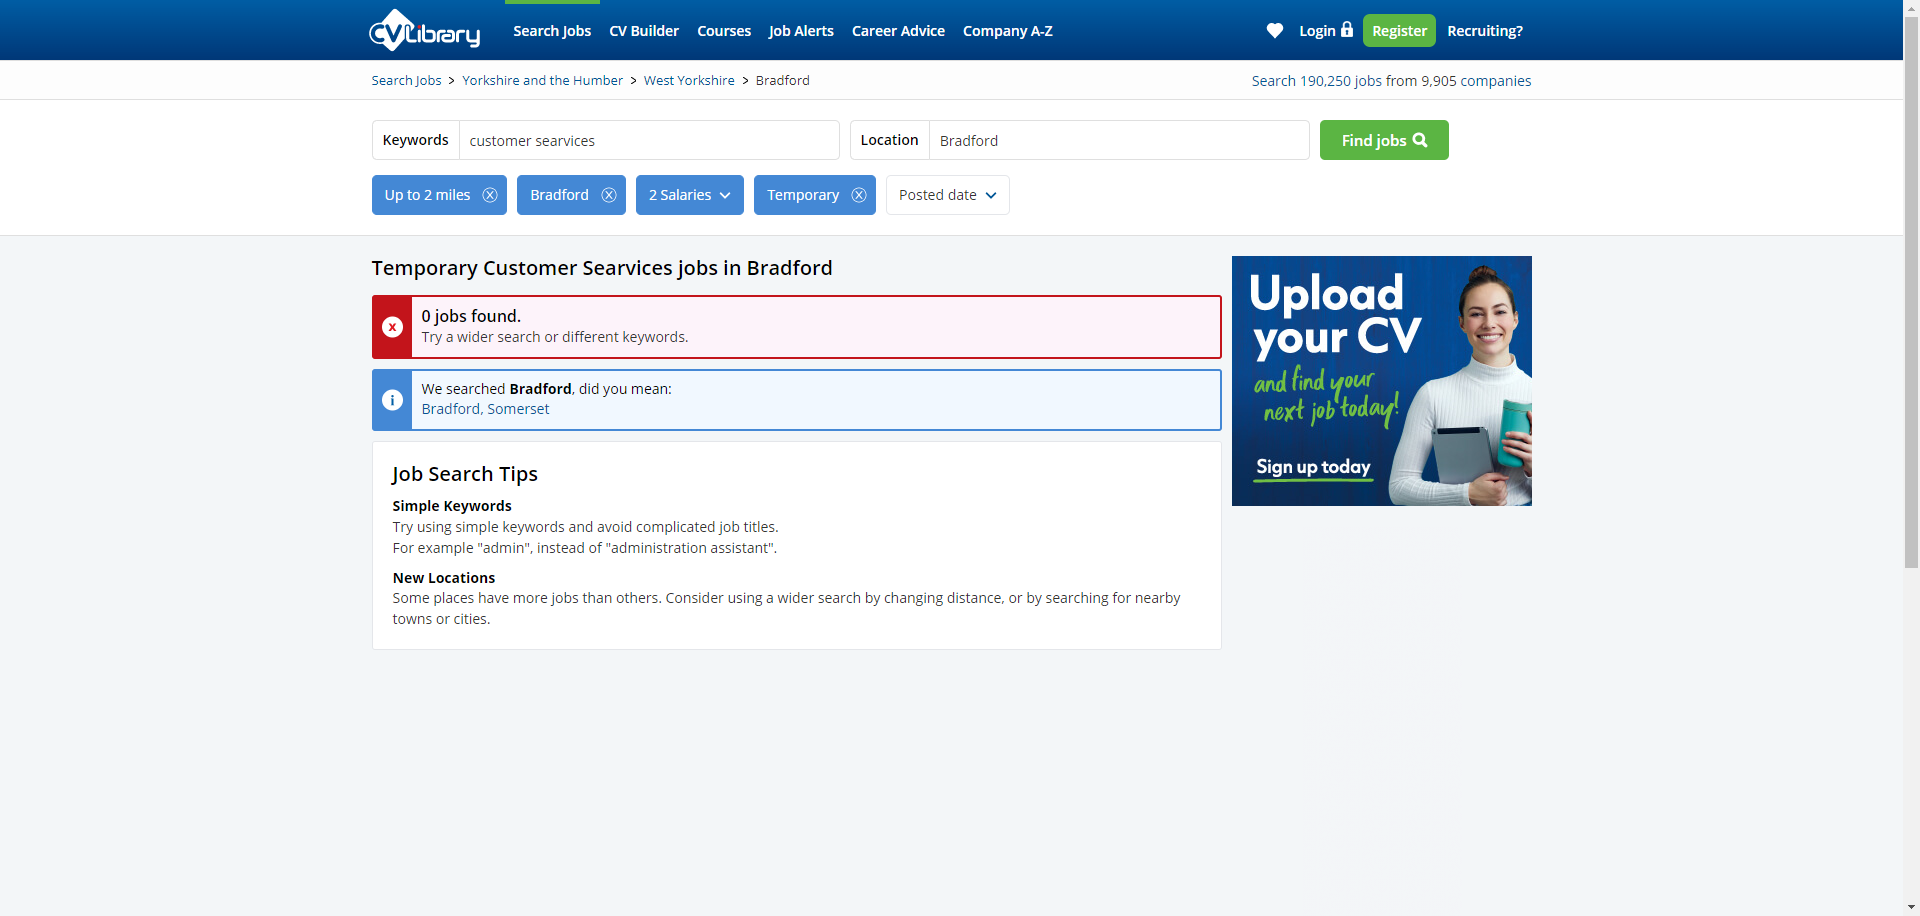 CVLibrary
Search Jobs CV Builder Courses Job Alerts Career Advice Company A-Z Login Register Recruiting?
Search Jobs > Yorkshire and the Humber > West Yorkshire > Bradford
Search 190,250 jobs from 9,905 companies
Keywords customer searvices Location Bradford Find jobs
Up to 2 miles Bradford 2 Salaries Temporary Posted date
Temporary Customer Searvices jobs in Bradford
0 jobs found.
Try a wider search or different keywords.
We searched Bradford, did you mean:
Bradford, Somerset
Job Search Tips
Simple Keywords
Try using simple keywords and avoid complicated job titles.
For example "admin", instead of "administration assistant".
New Locations
Some places have more jobs than others. Consider using a wider search by changing distance, or by searching for nearby
towns or cities.
Upload
your CV
and find your
next job today!
Sign up today